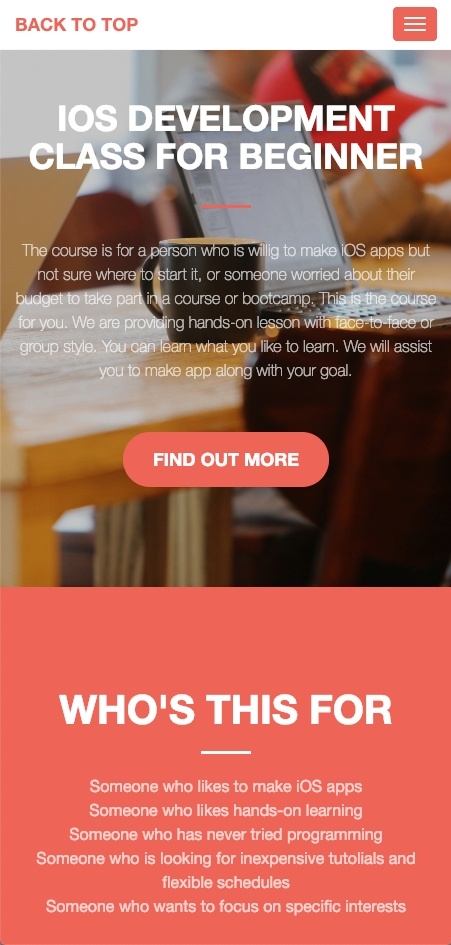 BACK TO TOP
IOS DEVELOPMENT
CLASS FOR BEGINNER
The course is for a person who is willig to make iOS apps but
not sure where to start it, or someone worried about their
budget to take part in a course or bootcamp. This is the course
for you. We are providing hands-on lesson with face-to-face or
group style. You can learn what you like to learn. We will assist
you to make app along with your goal.
FIND OUT MORE
WHO'S THIS FOR
Someone who likes to make iOS apps
Someone who likes hands-on learning
Someone who has never tried programming
Someone who is looking for inexpensive tutolials and
flexible schedules
Someone who wants to focus on specific interests